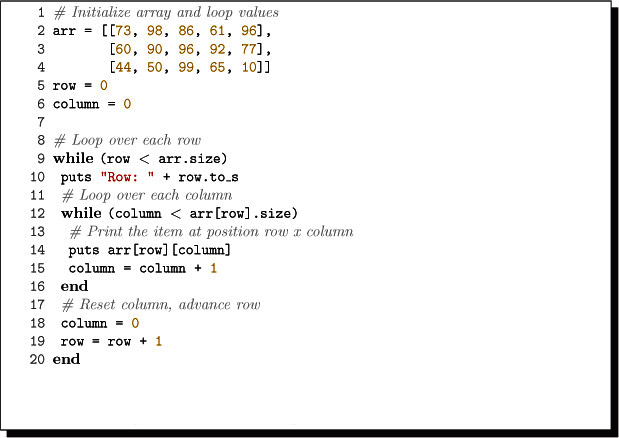 1 # Initialize array and loop values
2 arr = [[73, 98, 86, 61, 96],
3        [60, 90, 96, 92, 77],
4        [44, 50, 99, 65, 10]]
5 row = 0
6 column = 0
7
8 # Loop over each row
9 while (row < arr.size)
10  puts "Row: " + row.to_s
11  # Loop over each column
12  while (column < arr[row].size)
13   # Print the item at position row x column
14   puts arr[row][column]
15   column = column + 1
16  end
17  # Reset column, advance row
18  column = 0
19  row = row + 1
20 end